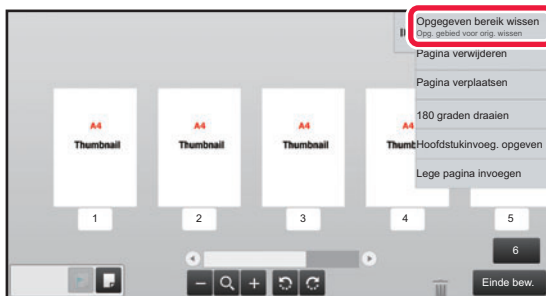 Opgegeven bereik wissen
Opg. gebied voor orig. wissen
Pagina verwijderen
Pagina verplaatsen
180 graden draaien
Hoofdstukinvoeg. opgeven
Lege pagina invoegen
A4
Thumbnail
A4
Thumbnail
A4
Thumbnail
A4
1
2
3
4
5
6
Einde bew.